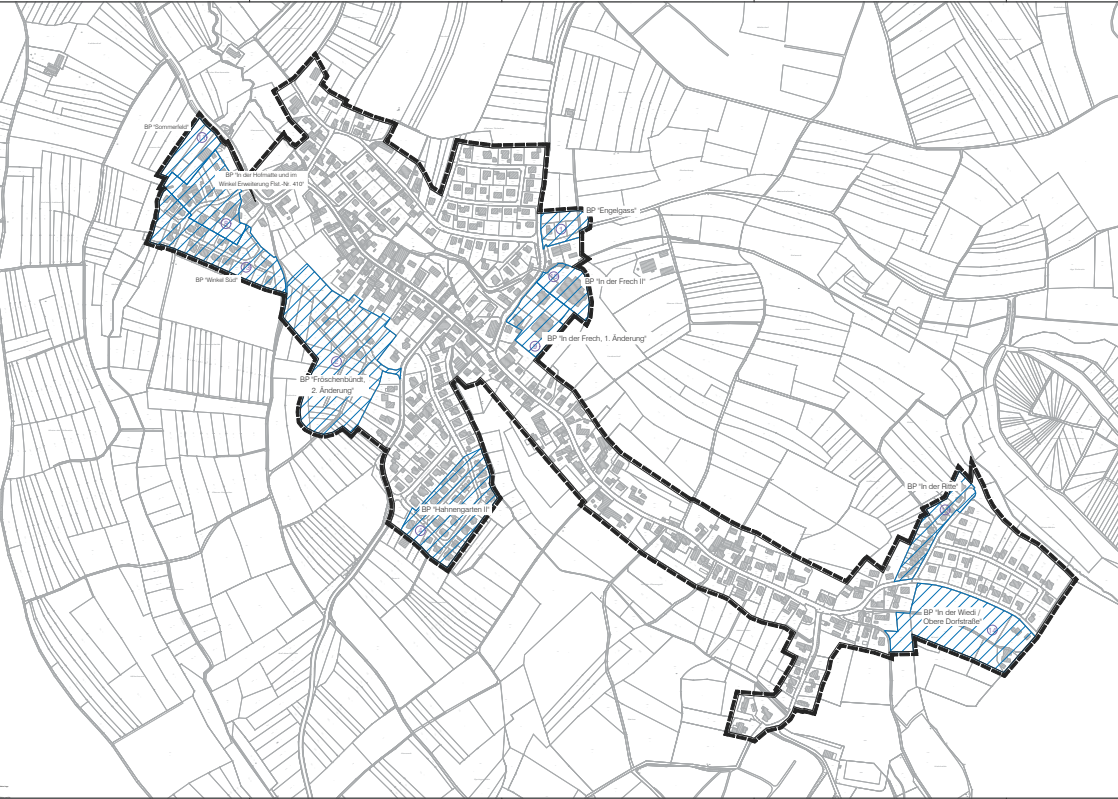 BP "Sommerfeld"
BP "In der Hofmatte und im
Winkel Erweiterung Flst.-Nr. 410"
BP "Winkel Süd"
BP "Engelgass"
BP "In der Frech II"
BP "In der Frech, 1. Änderung"
BP "Fröschenbündt,
2. Änderung"
BP "Hahnengarten II"
BP "In der Ritte"
BP "In der Wiedi /
Obere Dorfstraße"